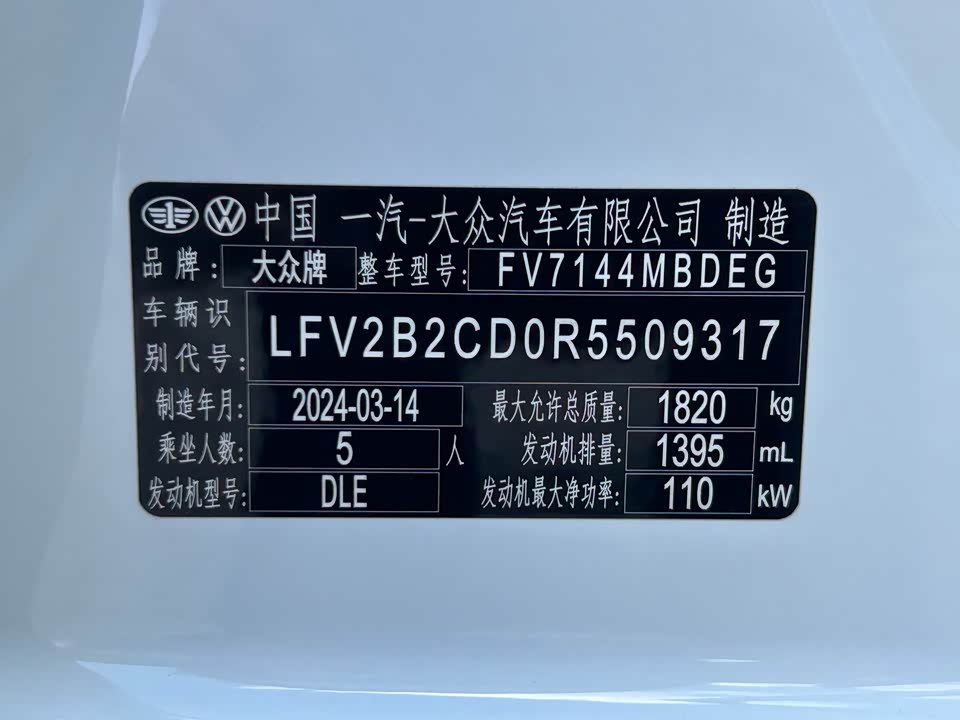 中国 一汽-大众汽车有限公司 制造
品牌: 大众牌 整车型号: FV7144MBDEG
车辆识别代号: LFV2B2CD0R5509317
制造年月: 2024-03-14 最大允许总质量: 1820 kg
乘坐人数: 5 人 发动机排量: 1395 mL
发动机型号: DLE 发动机最大净功率: 110 kW